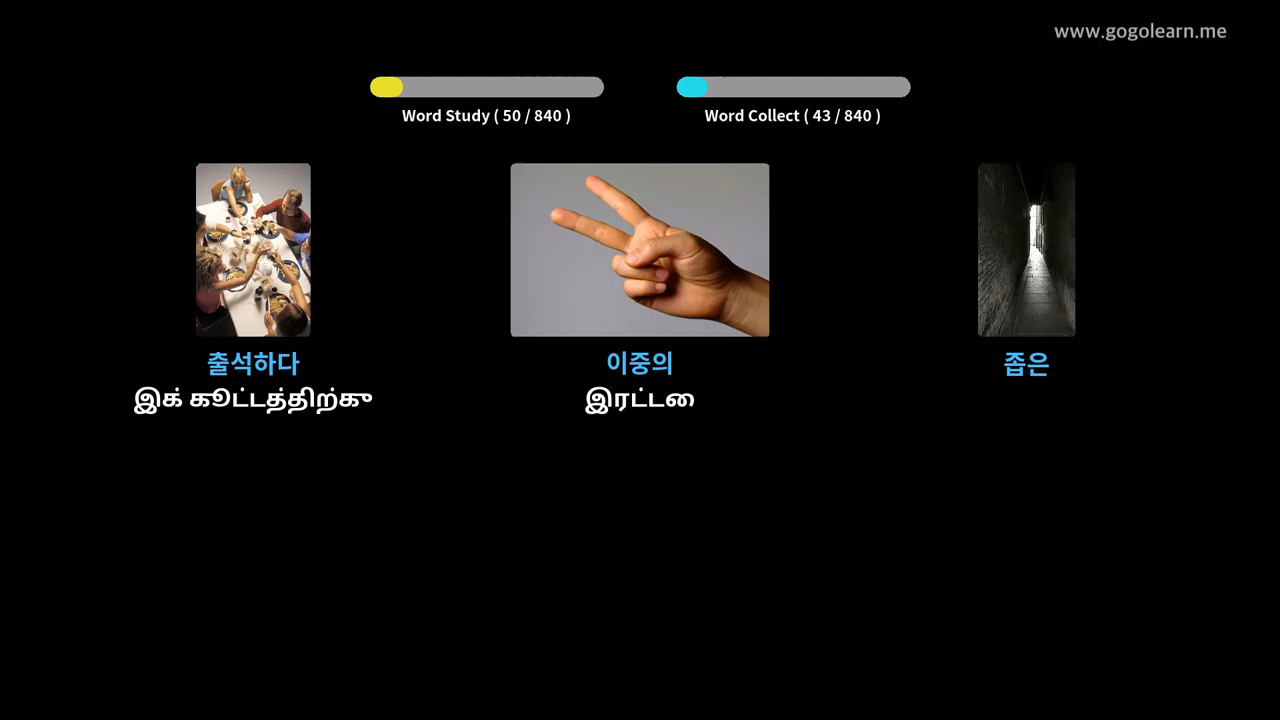 www.gogolearn.me
Word Study ( 50 / 840 )
Word Collect ( 43 / 840 )
출석하다
இக் கூட்டத்திற்கு
이중의
இரட்டை
좁은